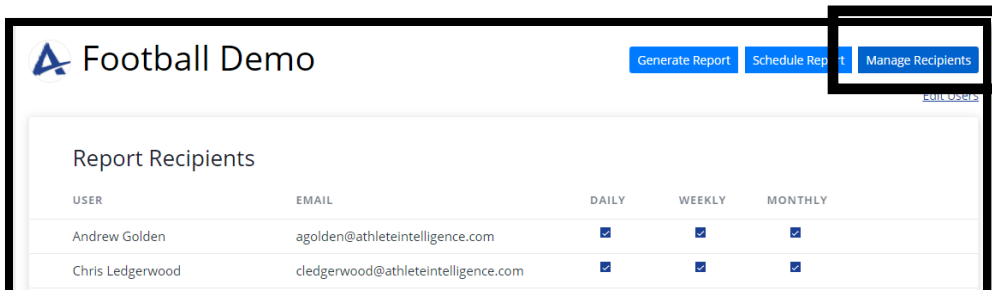 Football Demo
Generate Report Schedule Report Manage Recipients
Edit Users
Report Recipients
USER EMAIL DAILY WEEKLY MONTHLY
Andrew Golden agolden@athleteintelligence.com
Chris Ledgerwood cledgerwood@athleteintelligence.com